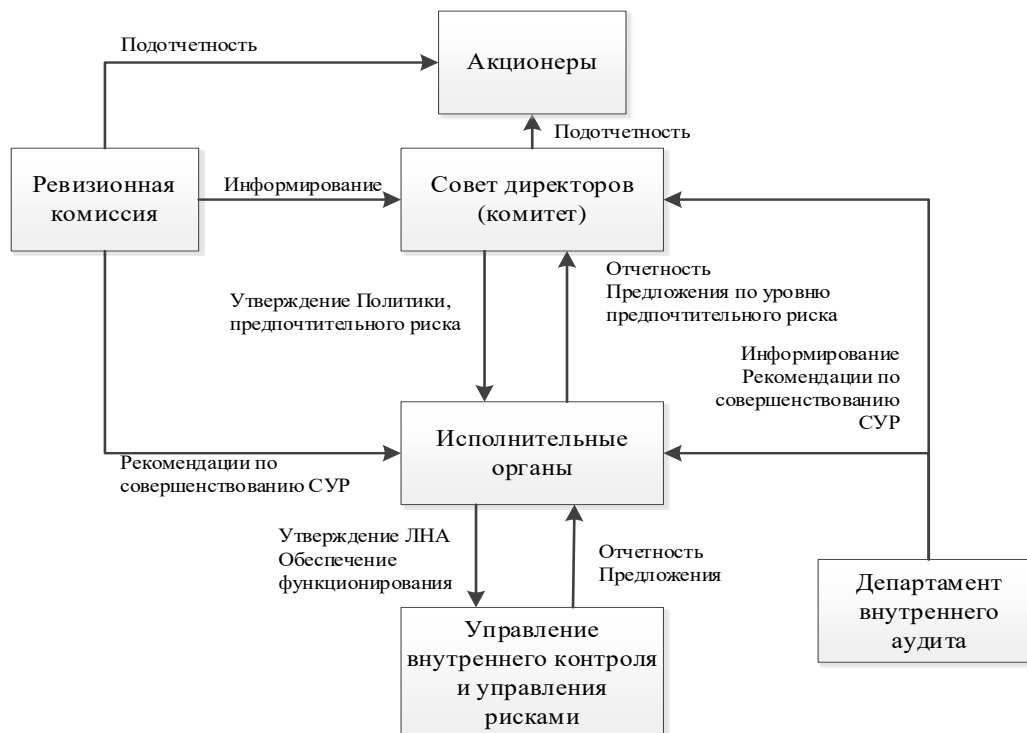 Подотчетность
Акционеры
Подотчетность
Ревизионная
комиссия
Информирование
Совет директоров
(комитет)
Утверждение Политики,
предпочтительного риска
Отчетность
Предложения по уровню
предпочтительного риска
Информирование
Рекомендации по
совершенствованию
СУР
Исполнительные
органы
Рекомендации по
совершенствованию СУР
Утверждение ЛНА
Обеспечение
функционирования
Отчетность
Предложения
Департамент
внутреннего
аудита
Управление
внутреннего контроля
и управления
рисками